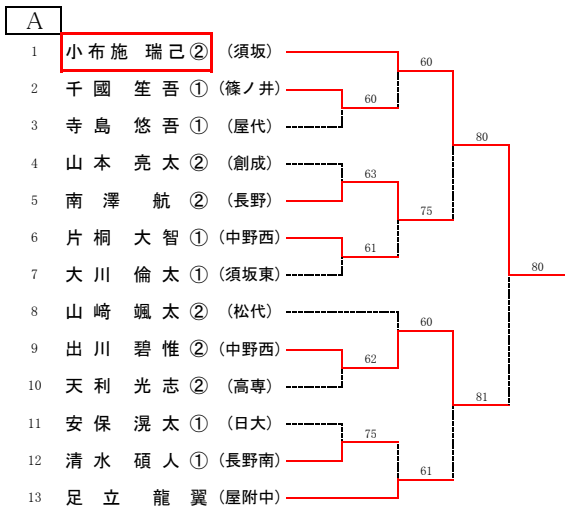 A
1 小布施 瑞己② (須坂)
60
2 千國 笙吾① (篠ノ井)
60
3 寺島 悠吾① (屋代)
80
4 山本 亮太② (創成)
63
5 南澤 航② (長野)
75
6 片桐 大智① (中野西)
61
7 大川 倫太① (須坂東)
80
8 山﨑 颯太② (松代)
60
9 出川 碧惟② (中野西)
62
10 天利 光志② (高専)
81
11 安保 滉太① (日大)
75
12 清水 碩人① (長野南)
61
13 足立 龍翼 (屋附中)